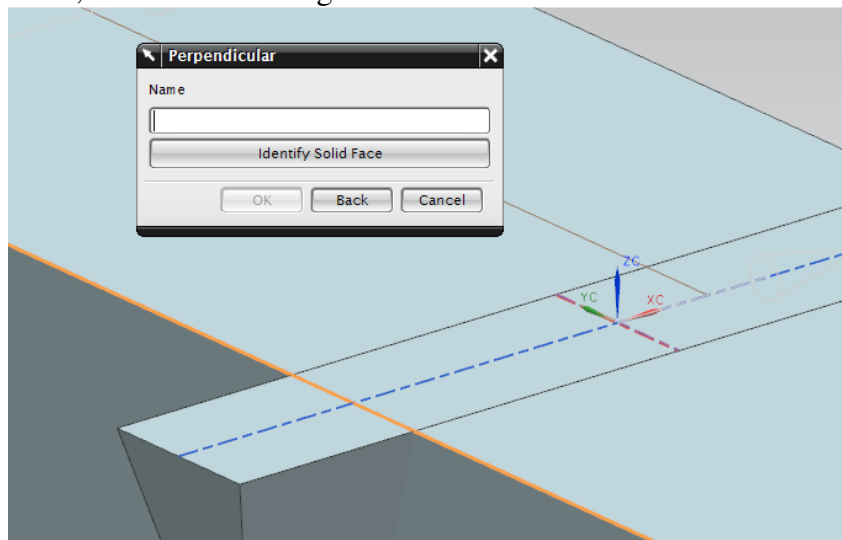 Perpendicular
Name
Identify Solid Face
OK Back Cancel
ZC
YC XC